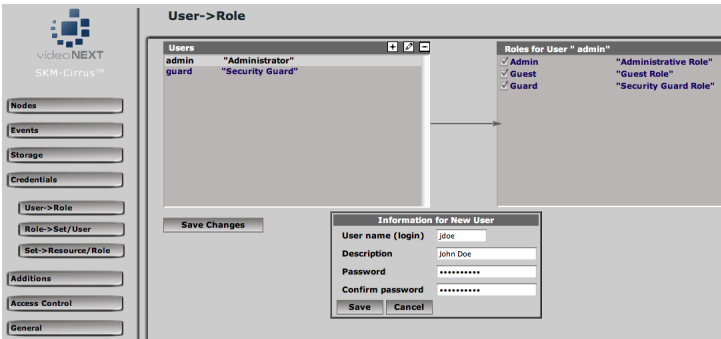 videoNEXT
SKM-Cirrus™
Nodes
Events
Storage
Credentials
User->Role
Role->Set/User
Set->Resource/Role
Additions
Access Control
General
User->Role
Users
admin "Administrator"
guard "Security Guard"
Save Changes
Roles for User " admin"
Admin "Administrative Role"
Guest "Guest Role"
Guard "Security Guard Role"
Information for New User
User name (login) jdoe
Description John Doe
Password ••••••••••
Confirm password ••••••••••
Save Cancel